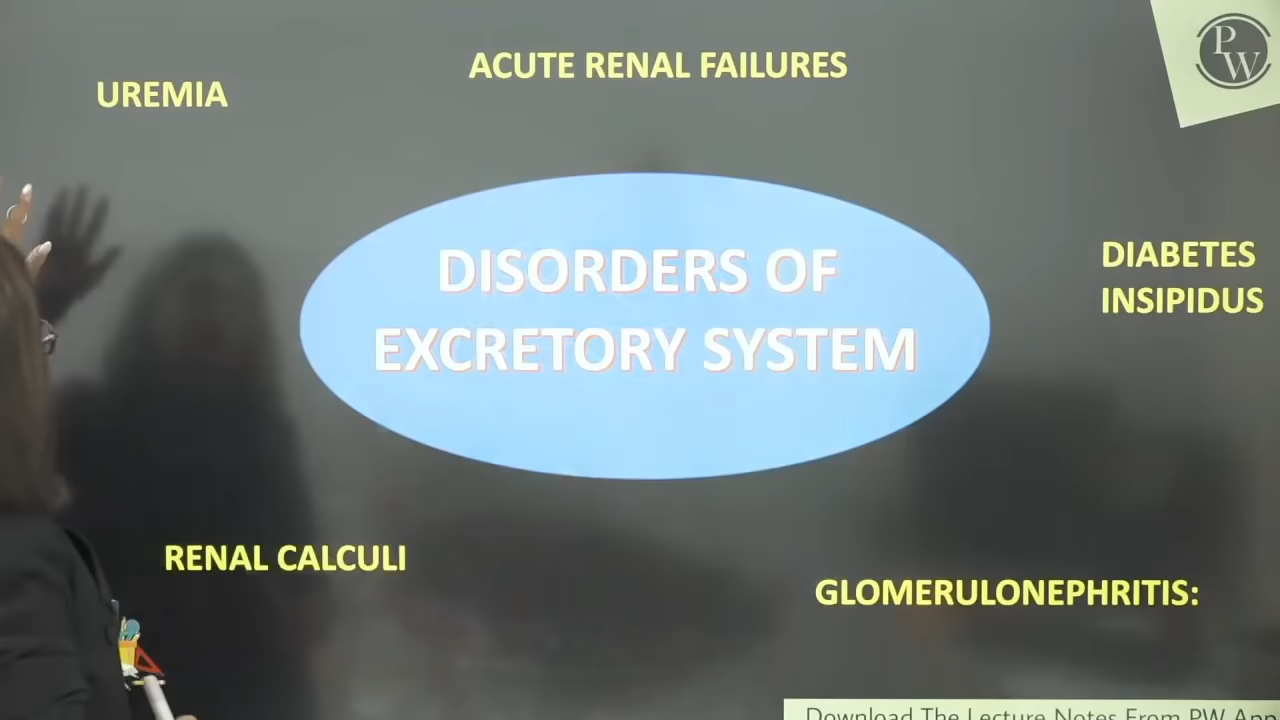 ACUTE RENAL FAILURES
UREMIA
PW
DISORDERS OF
EXCRETORY SYSTEM
DIABETES
INSIPIDUS
RENAL CALCULI
GLOMERULONEPHRITIS:
Download The Lecture Notes From PW App